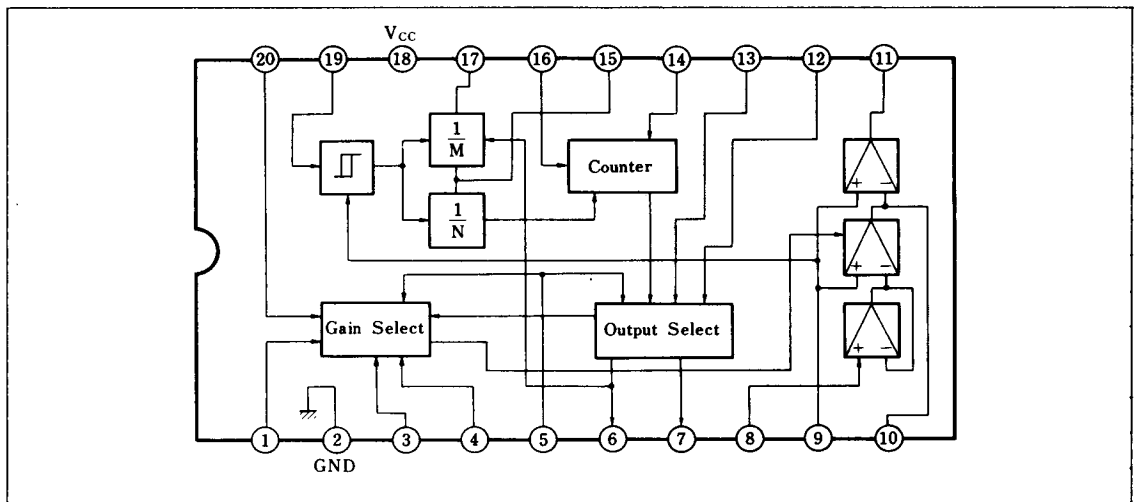 VCC
20 19 18 17 16 15 14 13 12 11
1
M
Counter
1
N
+ −
+ −
Gain Select
Output Select
+ −
1 2 3 4 5 6 7 8 9 10
GND